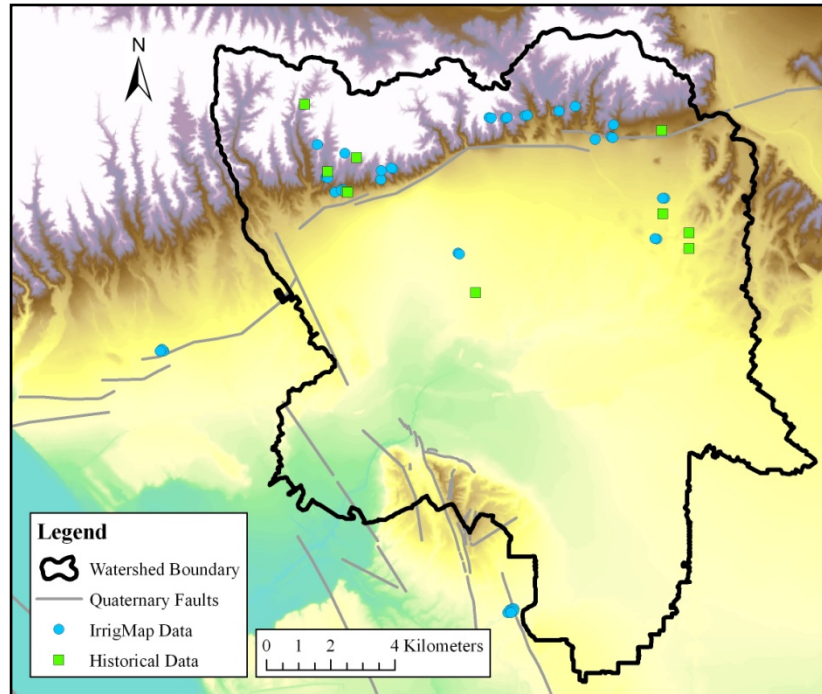 N
Legend
Watershed Boundary
Quaternary Faults
IrrigMap Data
Historical Data
0 1 2 4 Kilometers